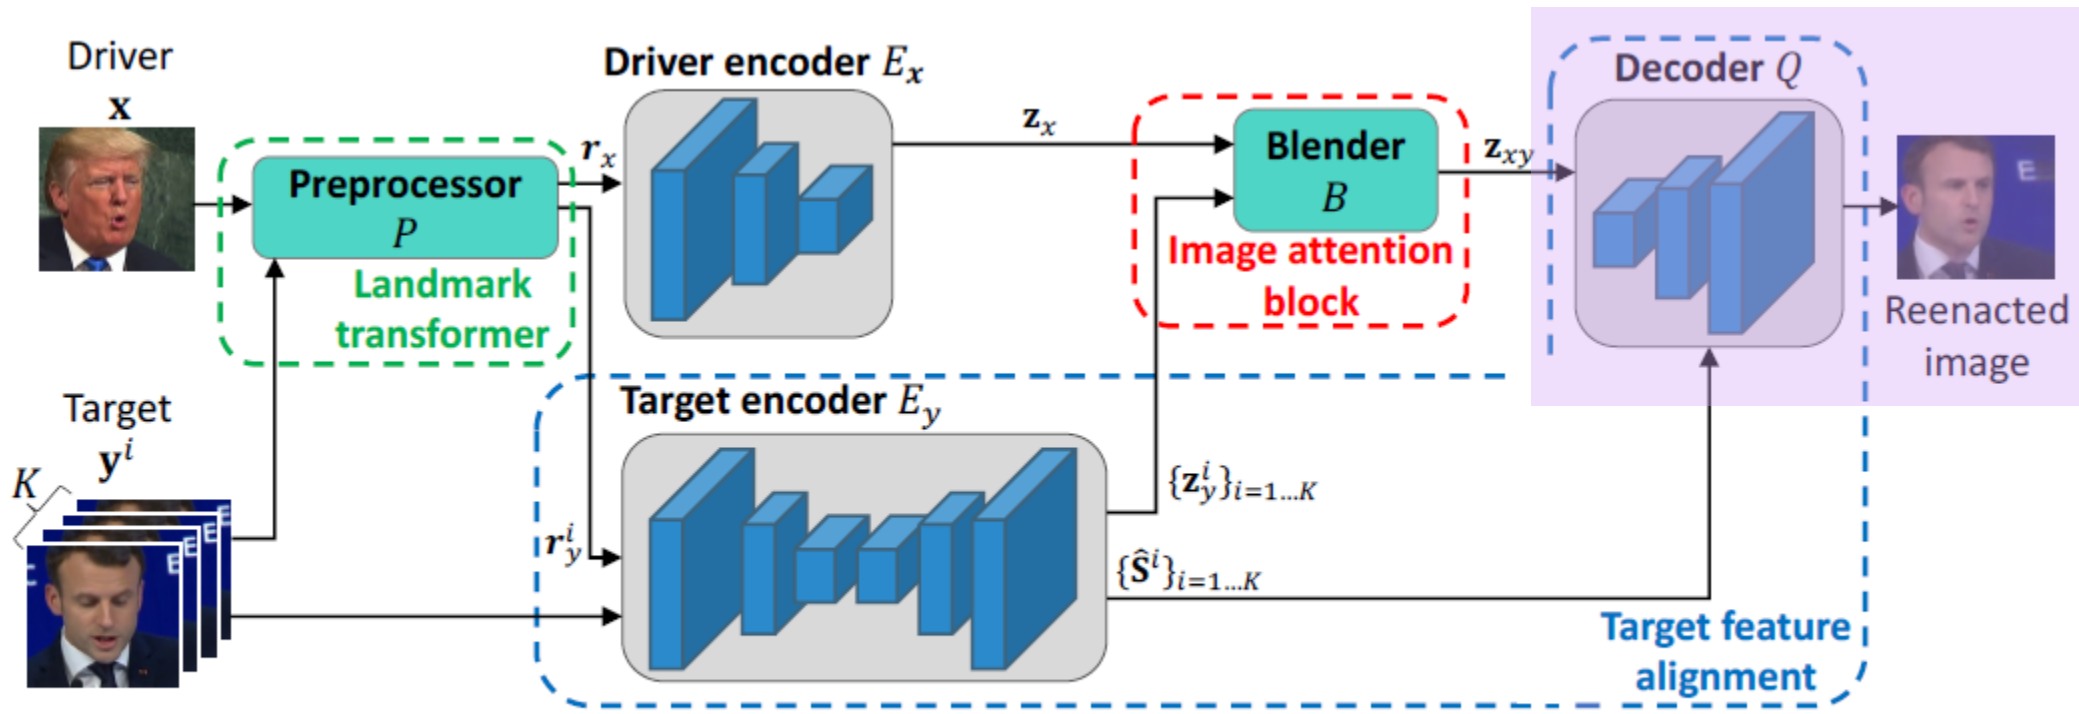 Driver
x
Preprocessor
P
Landmark
transformer
r_x
Driver encoder E_x
z_x
Blender
B
Image attention
block
z_xy
Decoder Q
Reenacted
image
E
Target
y^i
K
E
E
E
E
C
r_y^i
Target encoder E_y
{z_y^i}_{i=1...K}
{Ŝ^i}_{i=1...K}
Target feature
alignment